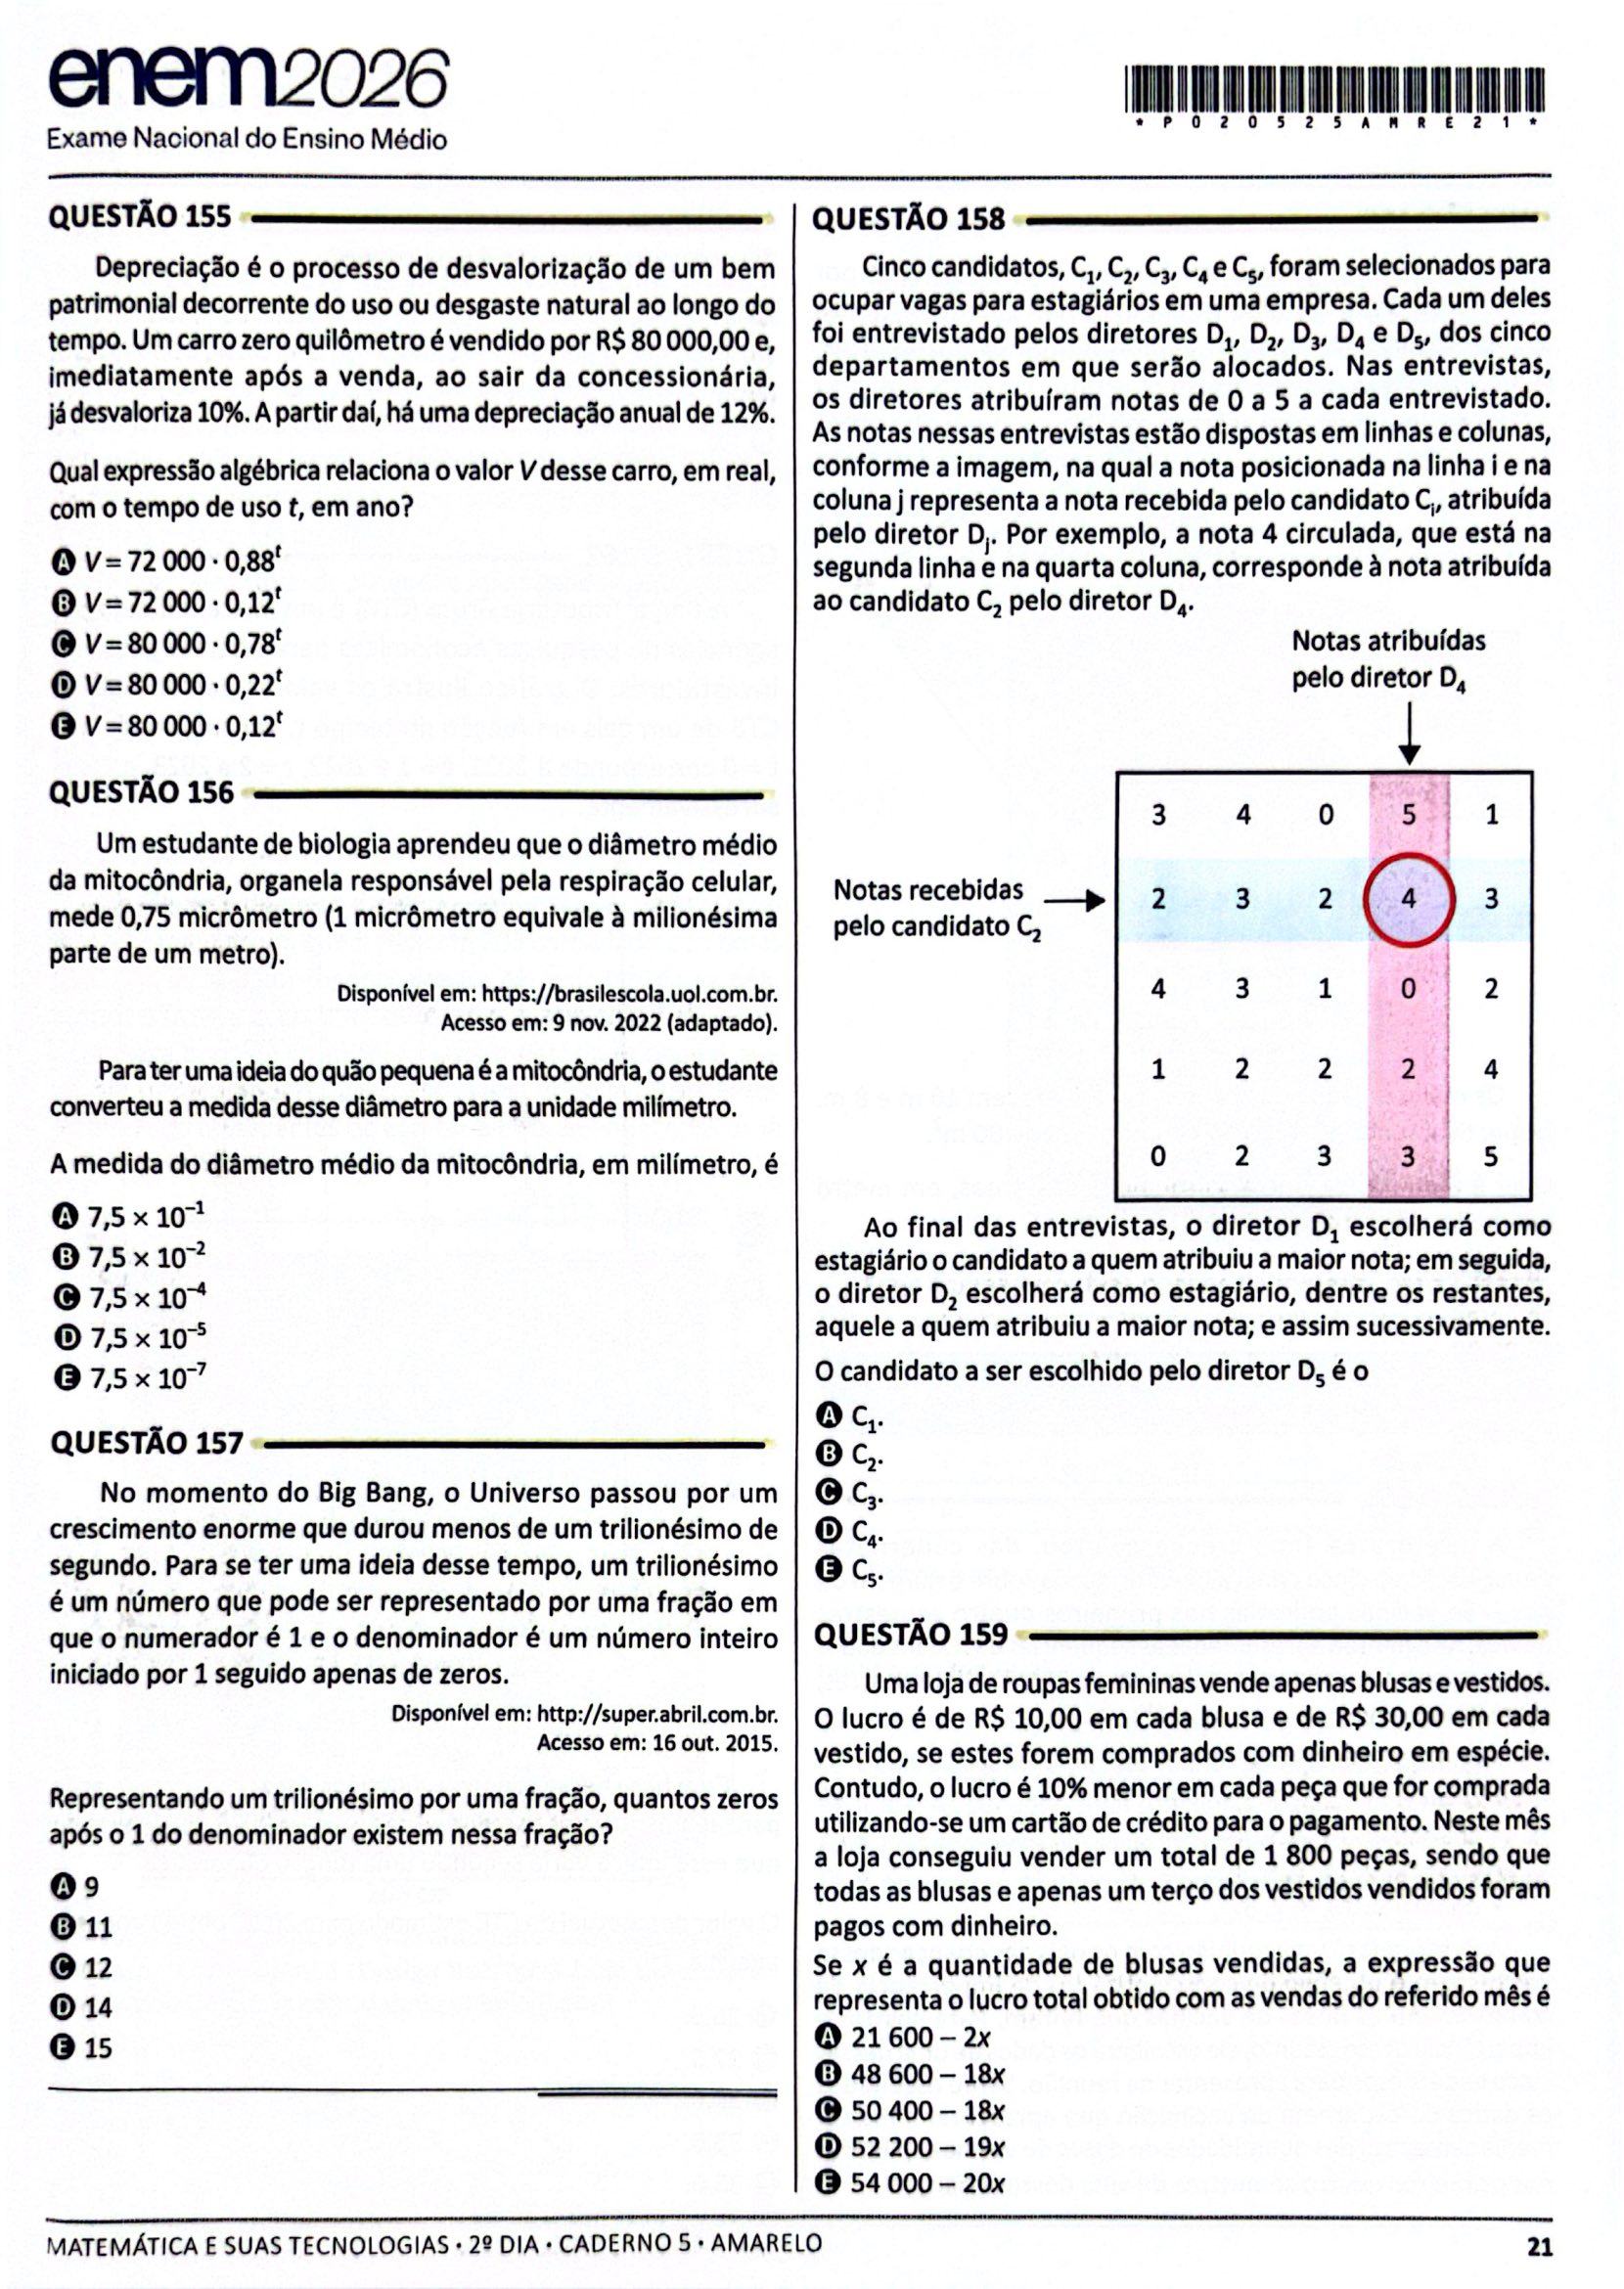 enem2026
Exame Nacional do Ensino Médio
*P020525AMRE21*
QUESTÃO 155
Depreciação é o processo de desvalorização de um bem
patrimonial decorrente do uso ou desgaste natural ao longo do
tempo. Um carro zero quilômetro é vendido por R$ 80 000,00 e,
imediatamente após a venda, ao sair da concessionária,
já desvaloriza 10%. A partir daí, há uma depreciação anual de 12%.
Qual expressão algébrica relaciona o valor V desse carro, em real,
com o tempo de uso t, em ano?
A V = 72 000 · 0,88ᵗ
B V = 72 000 · 0,12ᵗ
C V = 80 000 · 0,78ᵗ
D V = 80 000 · 0,22ᵗ
E V = 80 000 · 0,12ᵗ
QUESTÃO 156
Um estudante de biologia aprendeu que o diâmetro médio
da mitocôndria, organela responsável pela respiração celular,
mede 0,75 micrômetro (1 micrômetro equivale à milionésima
parte de um metro).
Disponível em: https://brasilescola.uol.com.br.
Acesso em: 9 nov. 2022 (adaptado).
Para ter uma ideia do quão pequena é a mitocôndria, o estudante
converteu a medida desse diâmetro para a unidade milímetro.
A medida do diâmetro médio da mitocôndria, em milímetro, é
A 7,5 × 10⁻¹
B 7,5 × 10⁻²
C 7,5 × 10⁻⁴
D 7,5 × 10⁻⁵
E 7,5 × 10⁻⁷
QUESTÃO 157
No momento do Big Bang, o Universo passou por um
crescimento enorme que durou menos de um trilionésimo de
segundo. Para se ter uma ideia desse tempo, um trilionésimo
é um número que pode ser representado por uma fração em
que o numerador é 1 e o denominador é um número inteiro
iniciado por 1 seguido apenas de zeros.
Disponível em: http://super.abril.com.br.
Acesso em: 16 out. 2015.
Representando um trilionésimo por uma fração, quantos zeros
após o 1 do denominador existem nessa fração?
A 9
B 11
C 12
D 14
E 15
QUESTÃO 158
Cinco candidatos, C₁, C₂, C₃, C₄ e C₅, foram selecionados para
ocupar vagas para estagiários em uma empresa. Cada um deles
foi entrevistado pelos diretores D₁, D₂, D₃, D₄ e D₅, dos cinco
departamentos em que serão alocados. Nas entrevistas,
os diretores atribuíram notas de 0 a 5 a cada entrevistado.
As notas nessas entrevistas estão dispostas em linhas e colunas,
conforme a imagem, na qual a nota posicionada na linha i e na
coluna j representa a nota recebida pelo candidato Cᵢ, atribuída
pelo diretor Dⱼ. Por exemplo, a nota 4 circulada, que está na
segunda linha e na quarta coluna, corresponde à nota atribuída
ao candidato C₂ pelo diretor D₄.
Notas atribuídas
pelo diretor D₄
3 4 0 5 1
Notas recebidas
pelo candidato C₂
2 3 2 4 3
4 3 1 0 2
1 2 2 2 4
0 2 3 3 5
Ao final das entrevistas, o diretor D₁ escolherá como
estagiário o candidato a quem atribuiu a maior nota; em seguida,
o diretor D₂ escolherá como estagiário, dentre os restantes,
aquele a quem atribuiu a maior nota; e assim sucessivamente.
O candidato a ser escolhido pelo diretor D₅ é o
A C₁.
B C₂.
C C₃.
D C₄.
E C₅.
QUESTÃO 159
Uma loja de roupas femininas vende apenas blusas e vestidos.
O lucro é de R$ 10,00 em cada blusa e de R$ 30,00 em cada
vestido, se estes forem comprados com dinheiro em espécie.
Contudo, o lucro é 10% menor em cada peça que for comprada
utilizando-se um cartão de crédito para o pagamento. Neste mês
a loja conseguiu vender um total de 1 800 peças, sendo que
todas as blusas e apenas um terço dos vestidos vendidos foram
pagos com dinheiro.
Se x é a quantidade de blusas vendidas, a expressão que
representa o lucro total obtido com as vendas do referido mês é
A 21 600 – 2x
B 48 600 – 18x
C 50 400 – 18x
D 52 200 – 19x
E 54 000 – 20x
MATEMÁTICA E SUAS TECNOLOGIAS • 2º DIA • CADERNO 5 • AMARELO
21